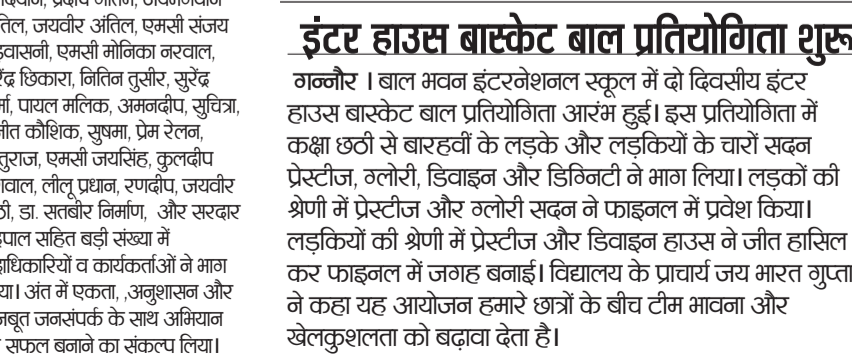 तिल, जयवीर अंतिल, एमसी संजय
वासनी, एमसी मोनिका नरवाल,
छिकारा, नितिन तुसीर, सुरेंद्र
पायल मलिक, अमनदीप, सुचित्रा,
कौशिक, सुषमा, प्रेम रेलन,
एमसी जयसिंह, कुलदीप
लीलू प्रधान, रणदीप, जयवीर
डा. सतबीर निर्माण, और सरदार
सहित बड़ी संख्या में
व कार्यकर्ताओं ने भाग
अंत में एकता, ,अनुशासन और
जनसंपर्क के साथ अभियान
सफल बनाने का संकल्प लिया।
इंटर हाउस बास्केट बाल प्रतियोगिता शुरू
गन्नौर । बाल भवन इंटरनेशनल स्कूल में दो दिवसीय इंटर
हाउस बास्केट बाल प्रतियोगिता आरंभ हुई। इस प्रतियोगिता में
कक्षा छठी से बारहवीं के लड़के और लड़कियों के चारों सदन
प्रेस्टीज, ग्लोरी, डिवाइन और डिग्निटी ने भाग लिया। लड़कों की
श्रेणी में प्रेस्टीज और ग्लोरी सदन ने फाइनल में प्रवेश किया।
लड़कियों की श्रेणी में प्रेस्टीज और डिवाइन हाउस ने जीत हासिल
कर फाइनल में जगह बनाई। विद्यालय के प्राचार्य जय भारत गुप्ता
ने कहा यह आयोजन हमारे छात्रों के बीच टीम भावना और
खेलकुशलता को बढ़ावा देता है।